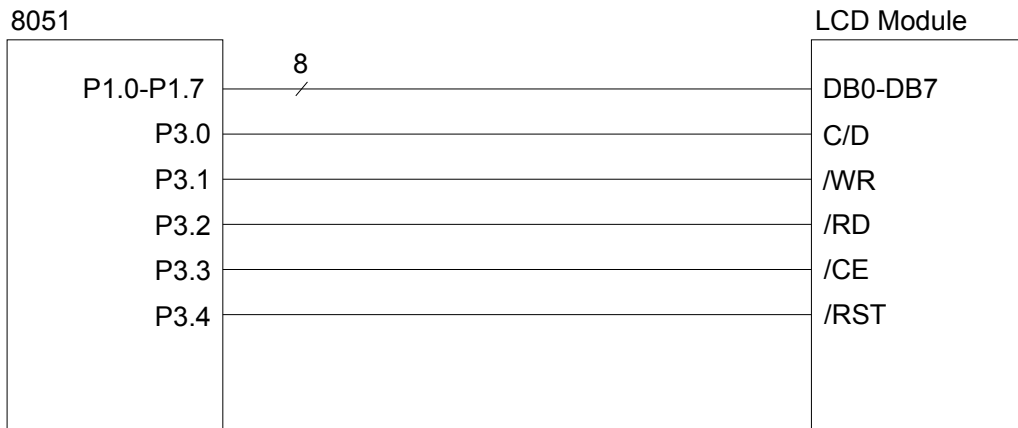 8051
LCD Module
8
P1.0-P1.7
DB0-DB7
P3.0
C/D
P3.1
/WR
P3.2
/RD
P3.3
/CE
P3.4
/RST